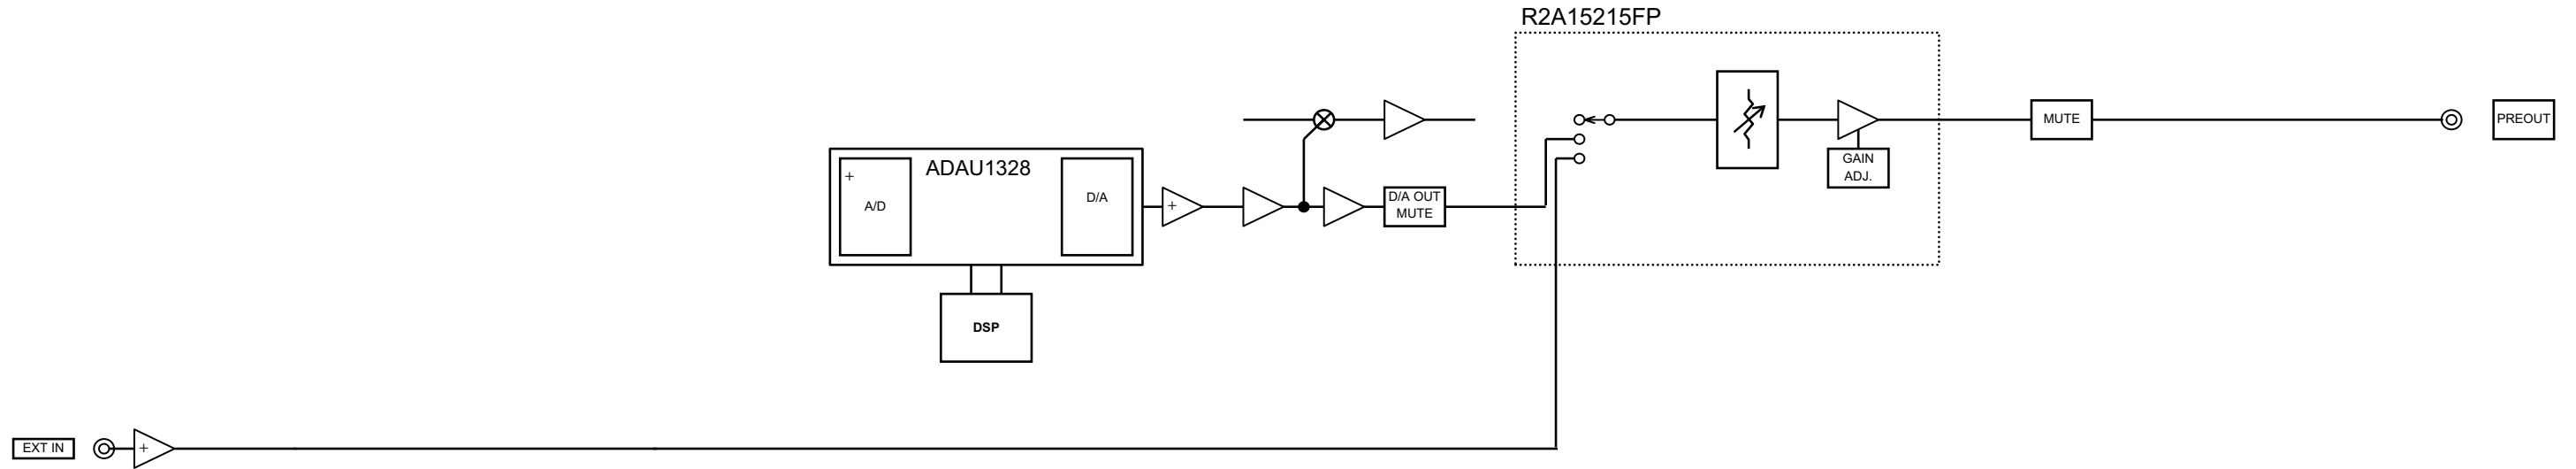 R2A15215FP
MUTE
PREOUT
GAIN
ADJ.
ADAU1328
+
A/D
D/A
+
D/A OUT
MUTE
DSP
EXT IN
+